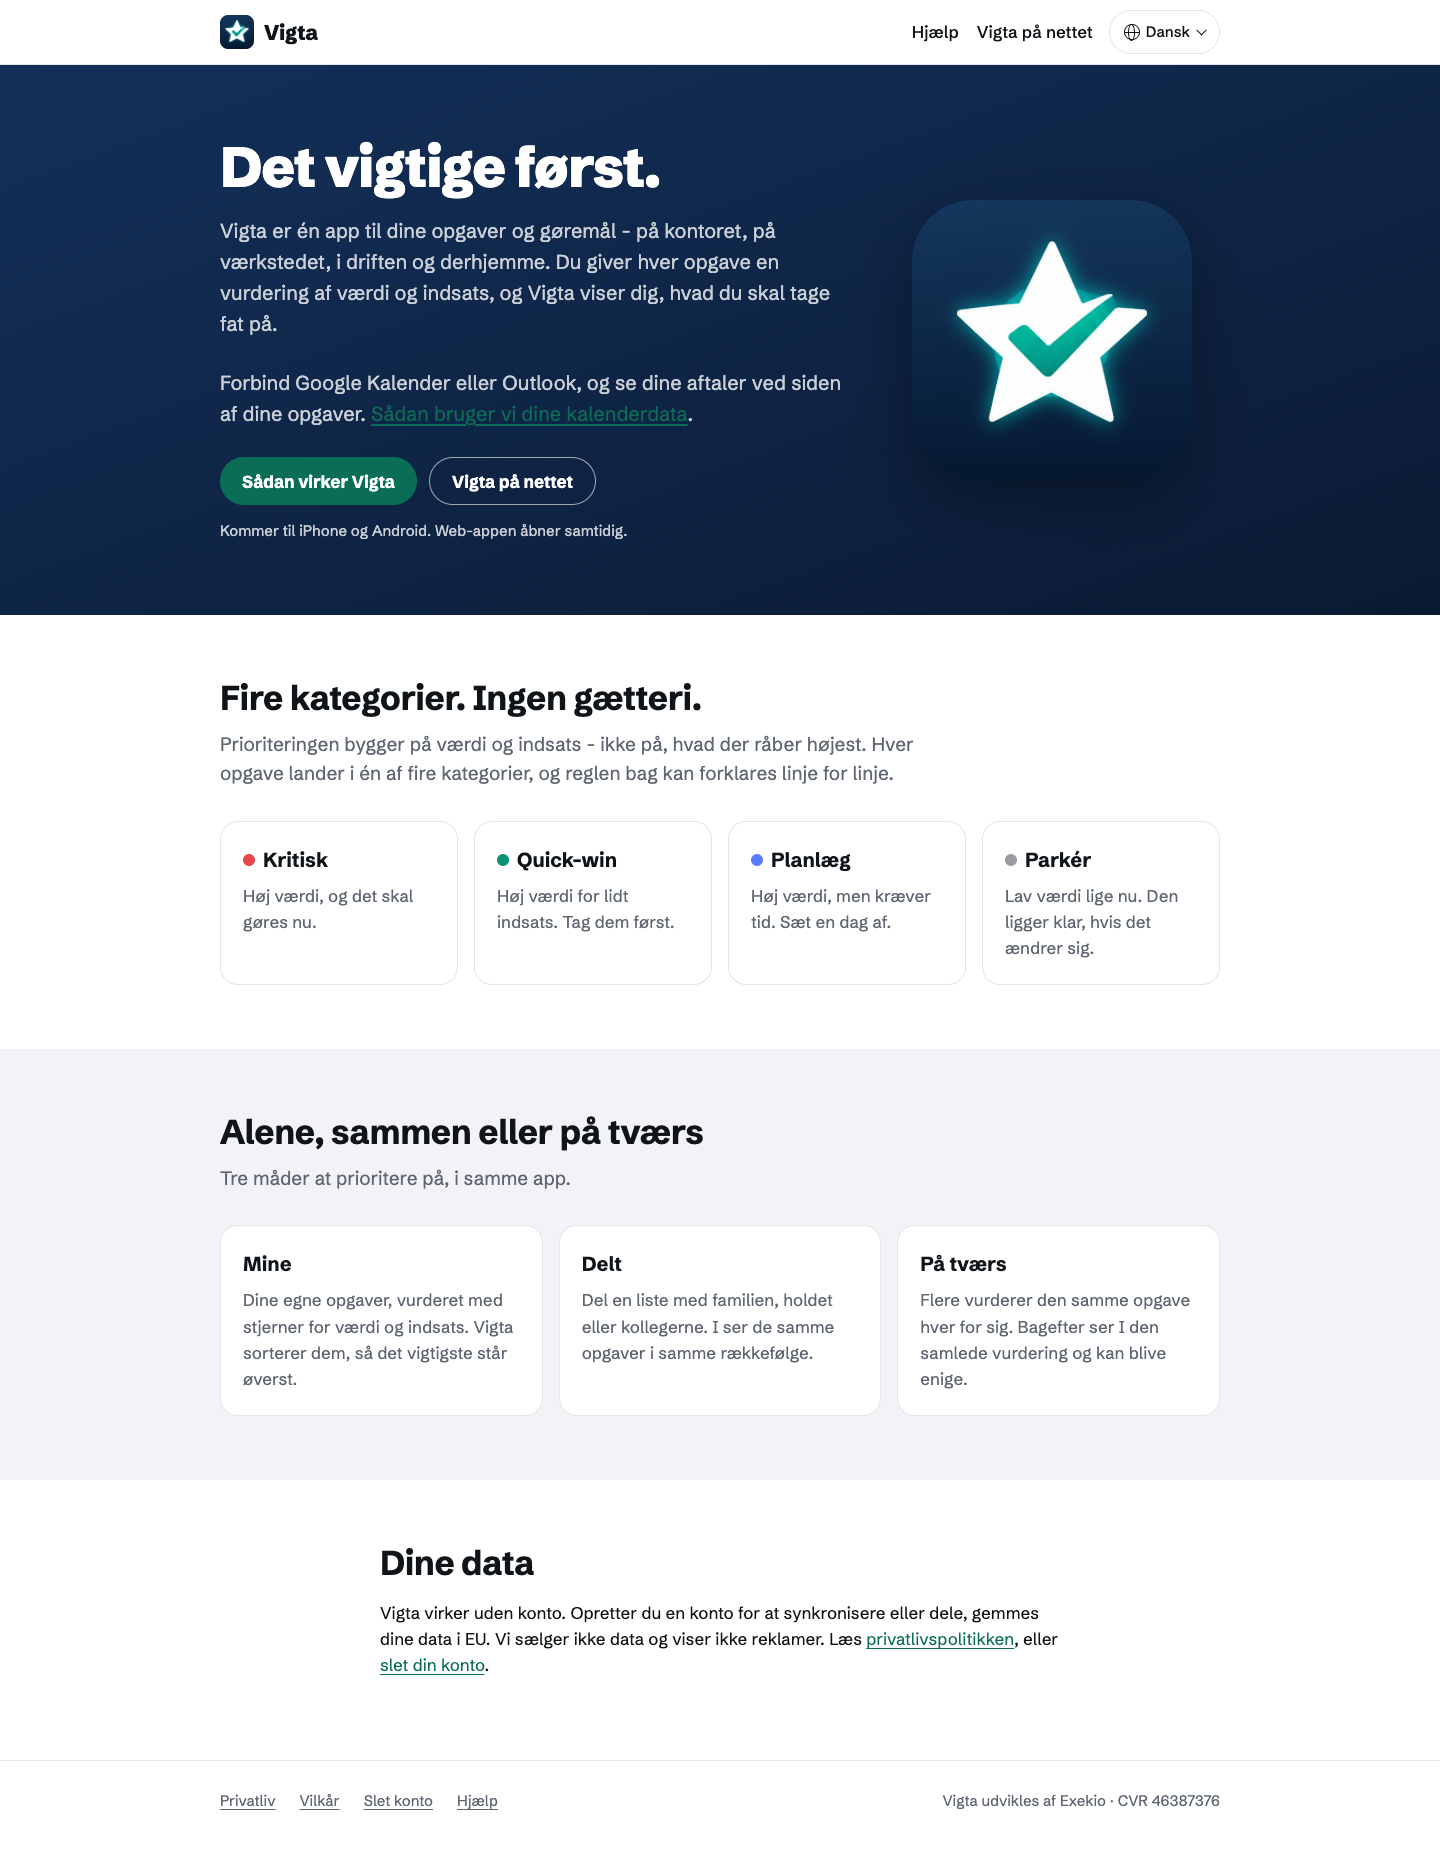 Vigta
Hjælp
Vigta på nettet
Dansk
Det vigtige først.
Vigta er én app til dine opgaver og gøremål - på kontoret, på
værkstedet, i driften og derhjemme. Du giver hver opgave en
vurdering af værdi og indsats, og Vigta viser dig, hvad du skal tage
fat på.
Forbind Google Kalender eller Outlook, og se dine aftaler ved siden
af dine opgaver. Sådan bruger vi dine kalenderdata.
Sådan virker Vigta
Vigta på nettet
Kommer til iPhone og Android. Web-appen åbner samtidig.
Fire kategorier. Ingen gætteri.
Prioriteringen bygger på værdi og indsats - ikke på, hvad der råber højest. Hver
opgave lander i én af fire kategorier, og reglen bag kan forklares linje for linje.
Kritisk
Høj værdi, og det skal
gøres nu.
Quick-win
Høj værdi for lidt
indsats. Tag dem først.
Planlæg
Høj værdi, men kræver
tid. Sæt en dag af.
Parkér
Lav værdi lige nu. Den
ligger klar, hvis det
ændrer sig.
Alene, sammen eller på tværs
Tre måder at prioritere på, i samme app.
Mine
Dine egne opgaver, vurderet med
stjerner for værdi og indsats. Vigta
sorterer dem, så det vigtigste står
øverst.
Delt
Del en liste med familien, holdet
eller kollegerne. I ser de samme
opgaver i samme rækkefølge.
På tværs
Flere vurderer den samme opgave
hver for sig. Bagefter ser I den
samlede vurdering og kan blive
enige.
Dine data
Vigta virker uden konto. Opretter du en konto for at synkronisere eller dele, gemmes
dine data i EU. Vi sælger ikke data og viser ikke reklamer. Læs privatlivspolitikken, eller
slet din konto.
Privatliv
Vilkår
Slet konto
Hjælp
Vigta udvikles af Exekio · CVR 46387376